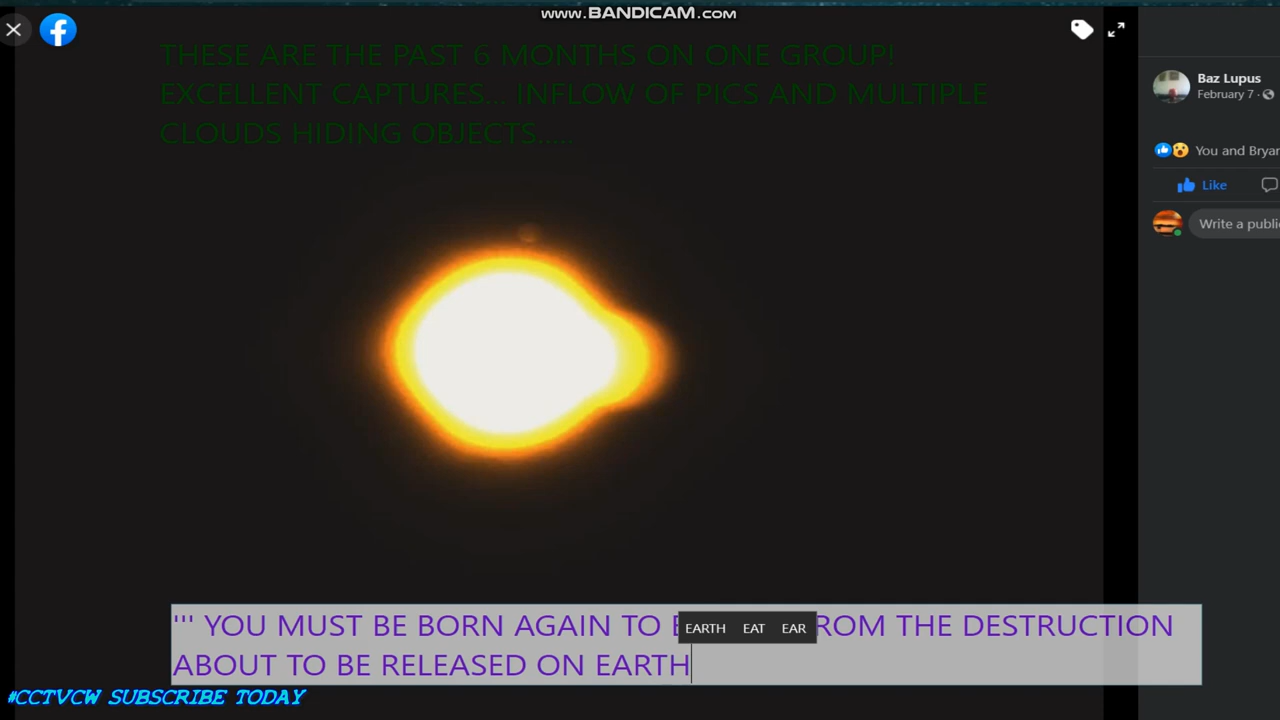 www.BANDICAM.com
THESE ARE THE PAST 6 MONTHS ON ONE GROUP!
EXCELLENT CAPTURES... INFLOW OF PICS AND MULTIPLE
CLOUDS HIDING OBJECTS.....
Baz Lupus
February 7 ·
You and Bryan
Like
Write a public
''' YOU MUST BE BORN AGAIN TO ROM THE DESTRUCTION
EARTH EAT EAR
ABOUT TO BE RELEASED ON EARTH
#CCTVCW SUBSCRIBE TODAY